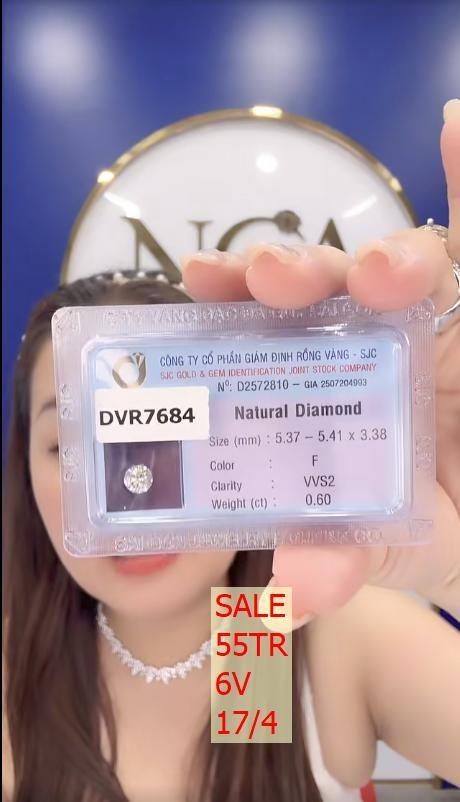 NGA
CÔNG TY CỔ PHẦN GIÁM ĐỊNH RỒNG VÀNG - SJC
SJC GOLD & GEM IDENTIFICATION JOINT STOCK COMPANY
Nº: D2572810 – GIA 2507204993
DVR7684
Natural Diamond
Size (mm) : 5.37 – 5.41 x 3.38
Color : F
Clarity : VVS2
Weight (ct) : 0.60
SALE
55TR
6V
17/4